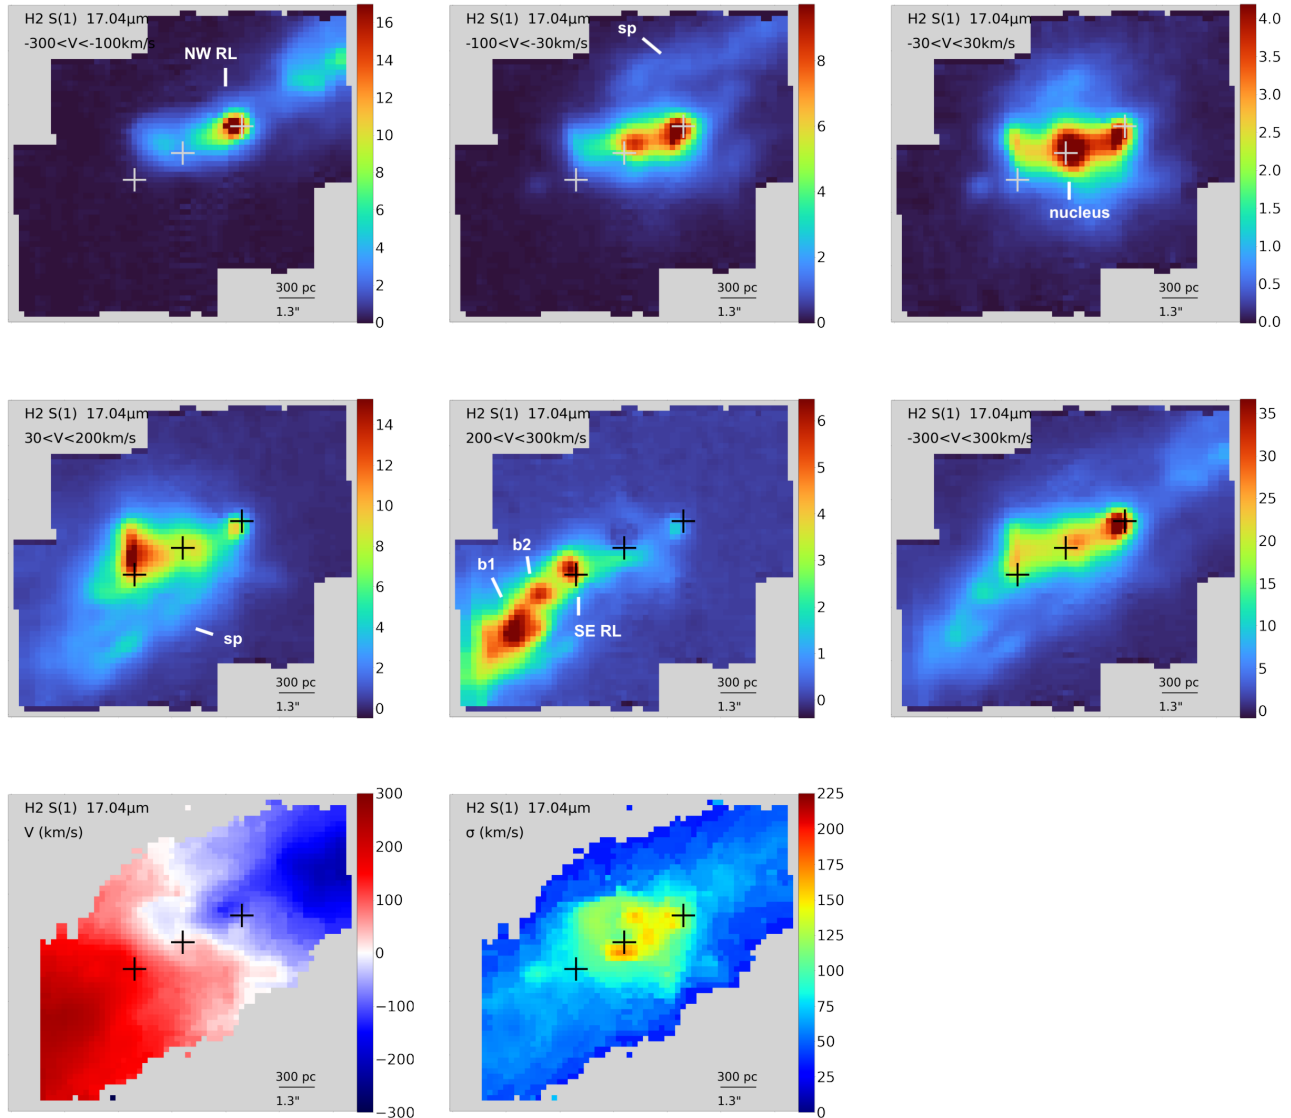 H2 S(1) 17.04μm
-300<V<-100km/s
NW RL
300 pc
1.3"
16
14
12
10
8
6
4
2
0
H2 S(1) 17.04μm
-100<V<-30km/s
sp
300 pc
1.3"
8
6
4
2
0
H2 S(1) 17.04μm
-30<V<30km/s
nucleus
300 pc
1.3"
4.0
3.5
3.0
2.5
2.0
1.5
1.0
0.5
0.0
H2 S(1) 17.04μm
30<V<200km/s
sp
300 pc
1.3"
14
12
10
8
6
4
2
0
H2 S(1) 17.04μm
200<V<300km/s
b2
b1
SE RL
300 pc
1.3"
6
5
4
3
2
1
0
H2 S(1) 17.04μm
-300<V<300km/s
300 pc
1.3"
35
30
25
20
15
10
5
0
H2 S(1) 17.04μm
V (km/s)
300 pc
1.3"
300
200
100
0
−100
−200
−300
H2 S(1) 17.04μm
σ (km/s)
300 pc
1.3"
225
200
175
150
125
100
75
50
25
0